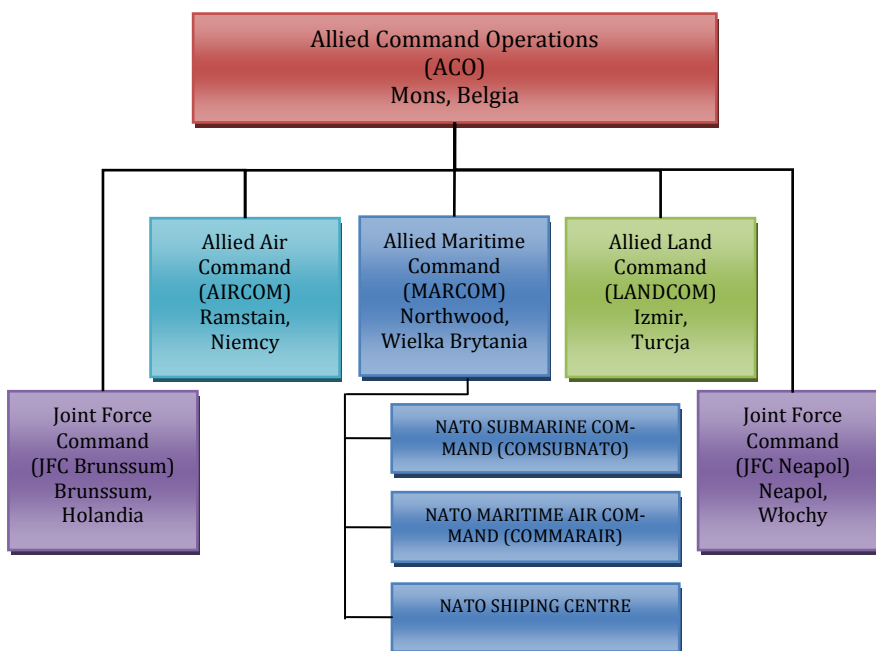 Allied Command Operations
(ACO)
Mons, Belgia
Allied Air
Command
(AIRCOM)
Ramstain,
Niemcy
Allied Maritime
Command
(MARCOM)
Northwood,
Wielka Brytania
Allied Land
Command
(LANDCOM)
Izmir,
Turcja
Joint Force
Command
(JFC Brunssum)
Brunssum,
Holandia
NATO SUBMARINE COM-
MAND (COMSUBNATO)
NATO MARITIME AIR COM-
MAND (COMMARAIR)
NATO SHIPING CENTRE
Joint Force
Command
(JFC Neapol)
Neapol,
Włochy